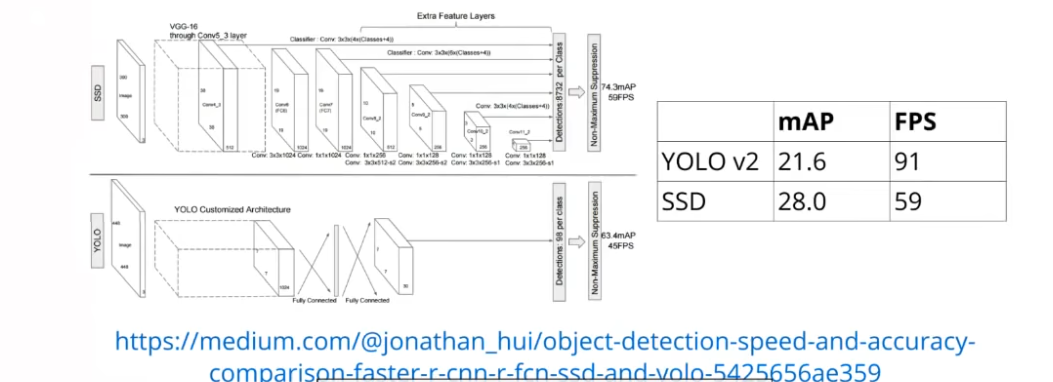 Extra Feature Layers
VGG-16
through Conv5_3 layer
Classifier : Conv: 3x3x(4x(Classes+4))
Classifier : Conv: 3x3x(6x(Classes+4))
SSD
300
Image
300
3
38
Conv4_3
38
512
19
Conv6
(FC6)
19
1024
19
Conv7
(FC7)
19
1024
10
Conv8_2
10
512
5
Conv9_2
5
256
Conv: 3x3x(4x(Classes+4))
3
Conv10_2
256
Conv11_2
256
Detections:8732 per Class
Non-Maximum Suppression
74.3mAP
59FPS
Conv: 3x3x1024 Conv: 1x1x1024 Conv: 1x1x256 Conv: 1x1x128 Conv: 1x1x128 Conv: 1x1x128
Conv: 3x3x512-s2 Conv: 3x3x256-s2 Conv: 3x3x256-s1 Conv: 3x3x256-s1
YOLO
YOLO Customized Architecture
448
Image
448
3
7
7
1024
Fully Connected
Fully Connected
7
7
30
Detections: 98 per class
Non-Maximum Suppression
63.4mAP
45FPS
mAP FPS
YOLO v2 21.6 91
SSD 28.0 59
https://medium.com/@jonathan_hui/object-detection-speed-and-accuracy-
comparison-faster-r-cnn-r-fcn-ssd-and-yolo-5425656ae359